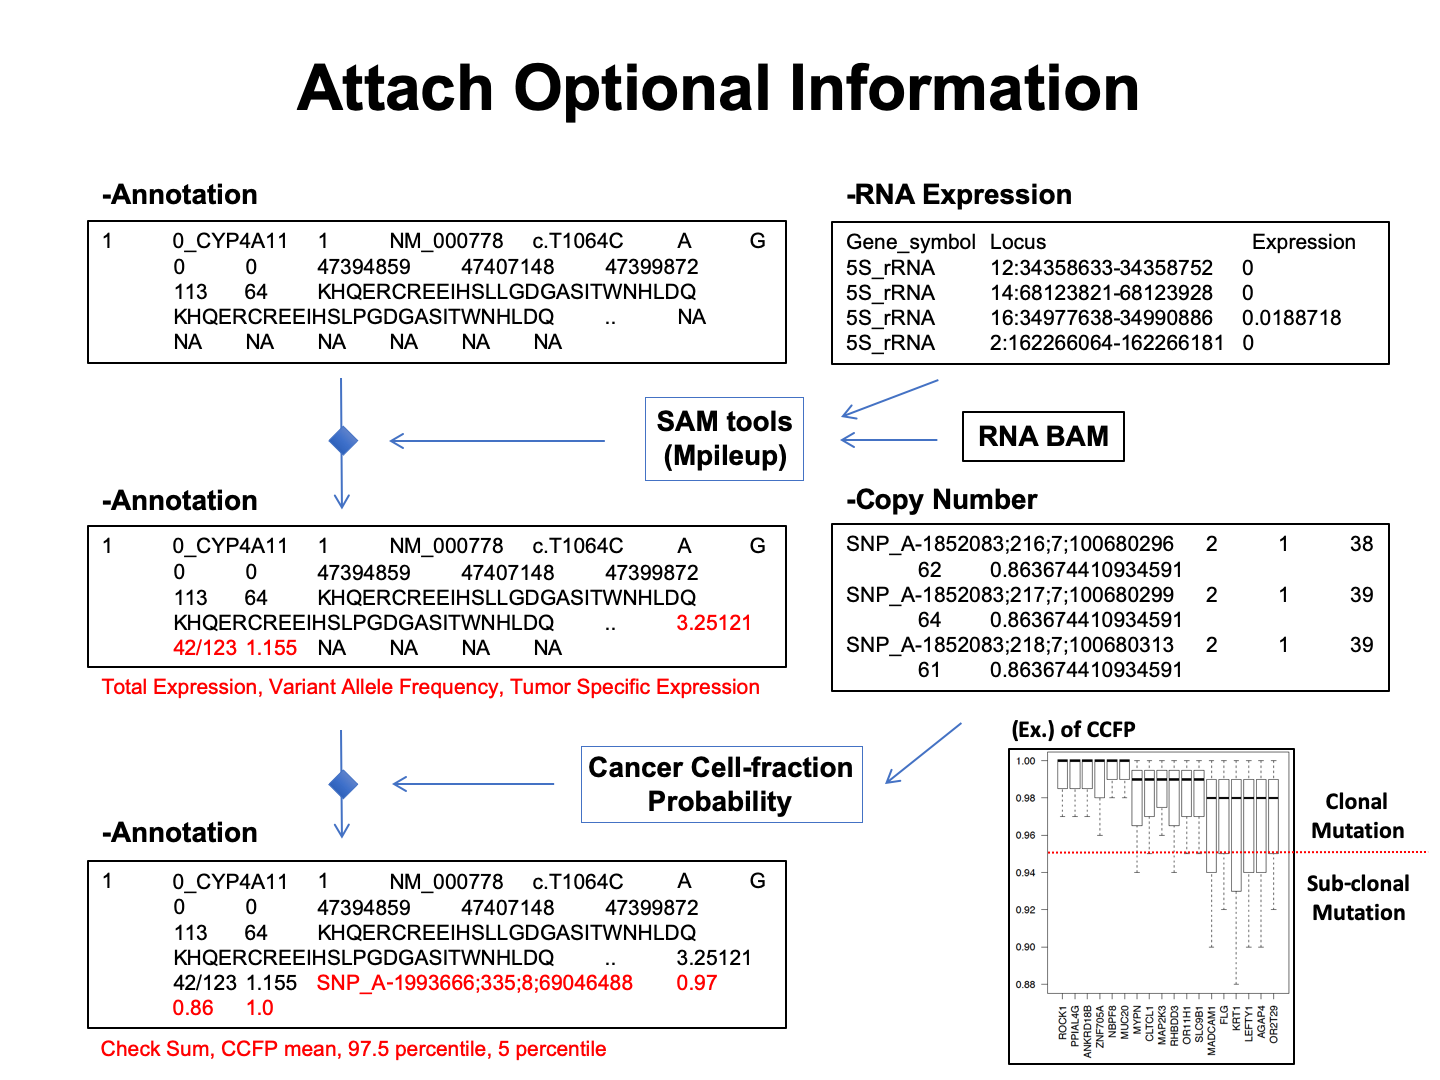 Attach Optional Information
-Annotation
1 0_CYP4A11 1 NM_000778 c.T1064C A G
0 0 47394859 47407148 47399872
113 64 KHQERCREEIHSLLGDGASITWNHLDQ
KHQERCREEIHSLPGDGASITWNHLDQ .. NA
NA NA NA NA NA NA
-RNA Expression
Gene_symbol Locus Expression
5S_rRNA 12:34358633-34358752 0
5S_rRNA 14:68123821-68123928 0
5S_rRNA 16:34977638-34990886 0.0188718
5S_rRNA 2:162266064-162266181 0
SAM tools
(Mpileup)
RNA BAM
-Annotation
1 0_CYP4A11 1 NM_000778 c.T1064C A G
0 0 47394859 47407148 47399872
113 64 KHQERCREEIHSLLGDGASITWNHLDQ
KHQERCREEIHSLPGDGASITWNHLDQ .. 3.25121
42/123 1.155 NA NA NA NA
Total Expression, Variant Allele Frequency, Tumor Specific Expression
-Copy Number
SNP_A-1852083;216;7;100680296 2 1 38
62 0.863674410934591
SNP_A-1852083;217;7;100680299 2 1 39
64 0.863674410934591
SNP_A-1852083;218;7;100680313 2 1 39
61 0.863674410934591
Cancer Cell-fraction
Probability
-Annotation
1 0_CYP4A11 1 NM_000778 c.T1064C A G
0 0 47394859 47407148 47399872
113 64 KHQERCREEIHSLLGDGASITWNHLDQ
KHQERCREEIHSLPGDGASITWNHLDQ .. 3.25121
42/123 1.155 SNP_A-1993666;335;8;69046488 0.97
0.86 1.0
Check Sum, CCFP mean, 97.5 percentile, 5 percentile
(Ex.) of CCFP
1.00
0.98
0.96
0.94
0.92
0.90
0.88
ROCK1
PPIAL4G
ANKRD18B
ZNF705A
NBPF8
MUC20
MYPN
CLTCL1
MAP2K3
RHBDD3
OR11H1
SLC9B1
MADCAM1
FLG
KRT1
LEFTY1
AGAP4
OR2T29
Clonal
Mutation
Sub-clonal
Mutation